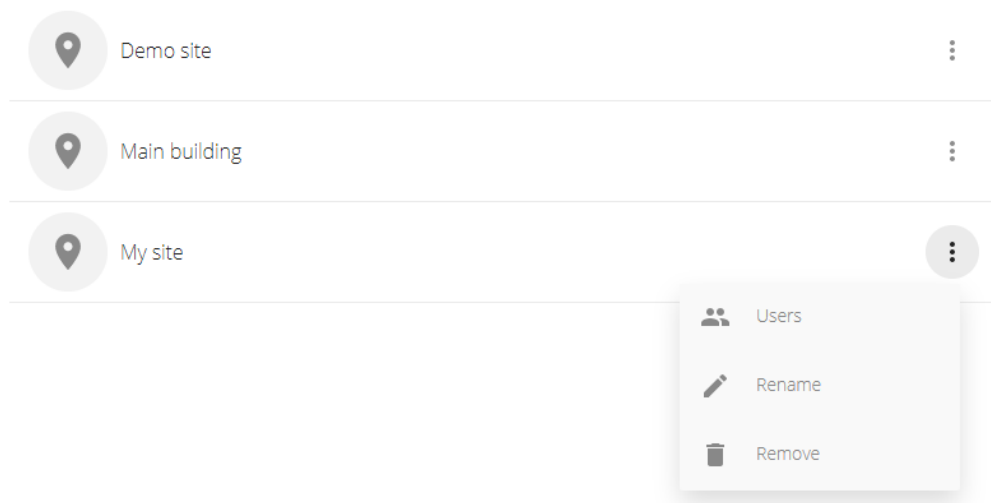 Demo site
Main building
My site
Users
Rename
Remove